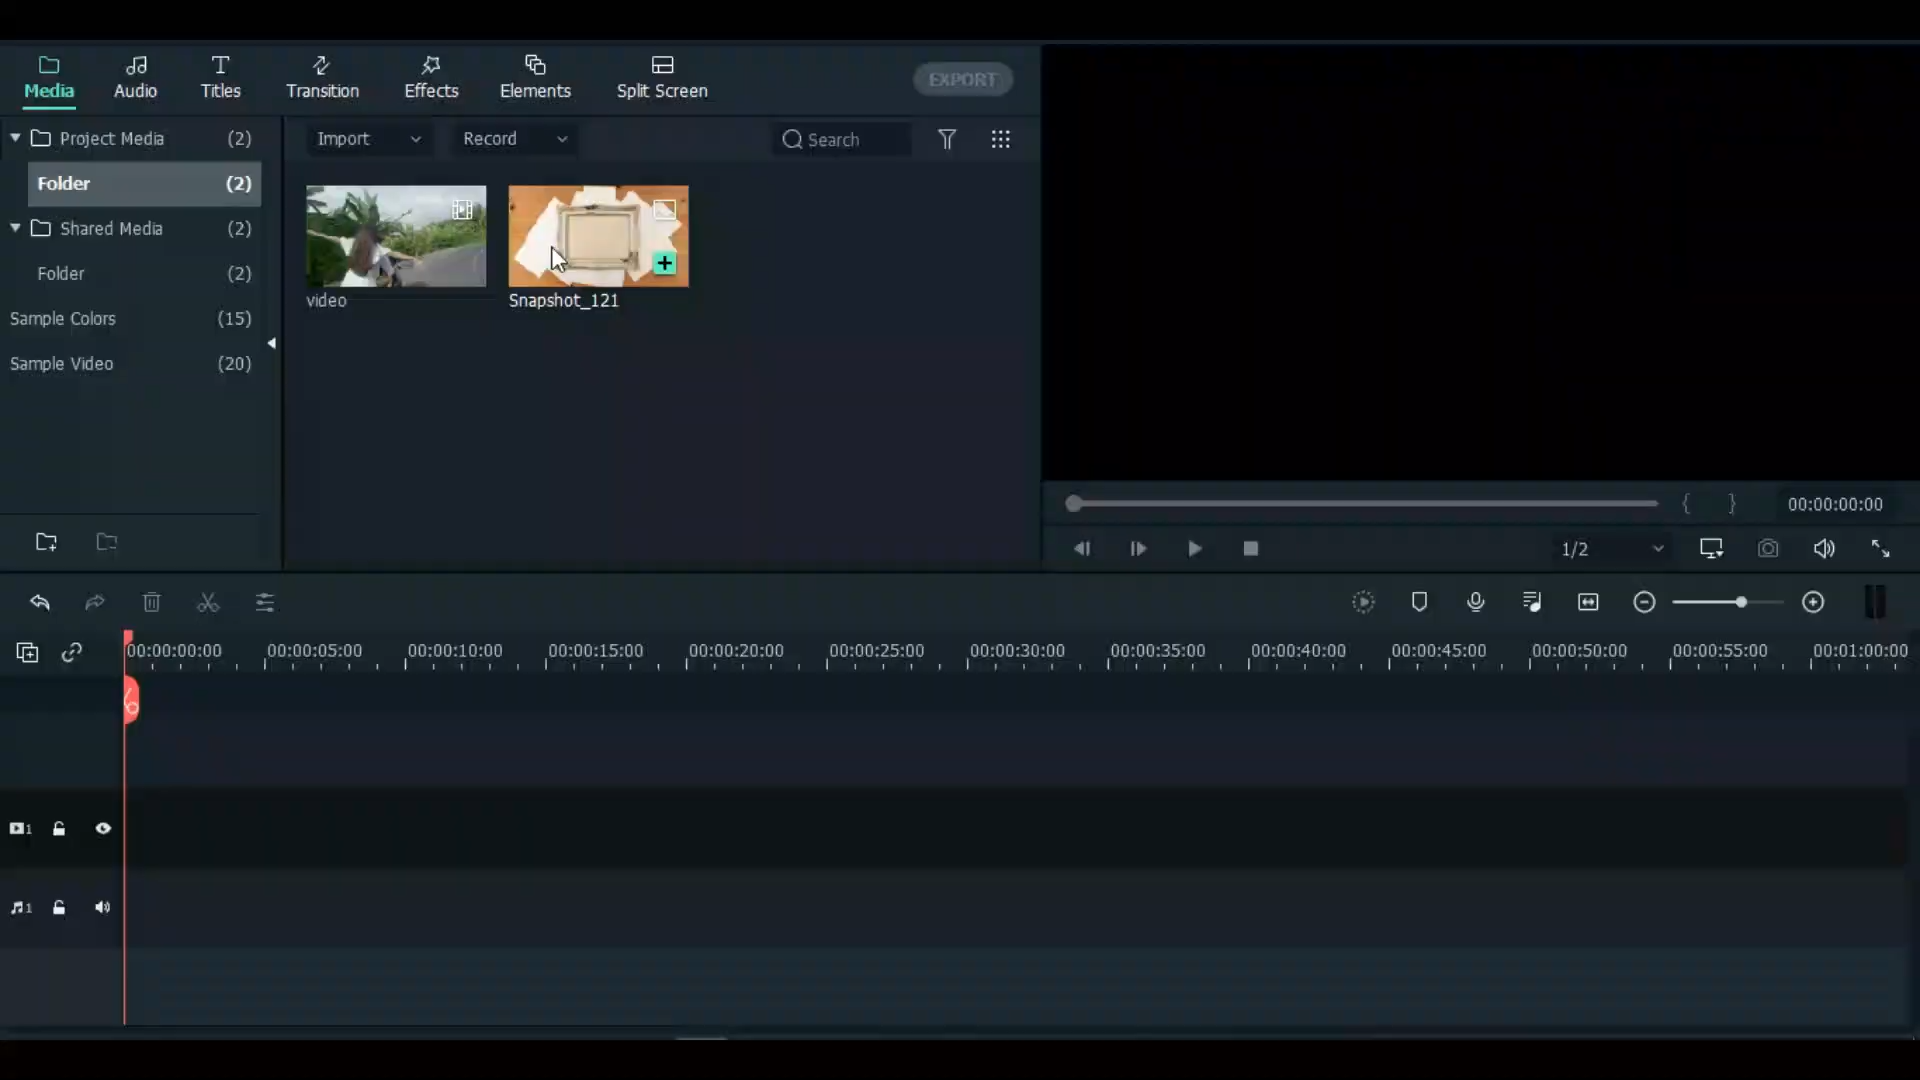 Media Audio Titles Transition Effects Elements Split Screen EXPORT
Project Media (2)
Import Record Search
Folder (2)
Shared Media (2)
Folder (2)
video Snapshot_121
Sample Colors (15)
Sample Video (20)
{ } 00:00:00:00
1/2
00:00:00:00 00:00:05:00 00:00:10:00 00:00:15:00 00:00:20:00 00:00:25:00 00:00:30:00 00:00:35:00 00:00:40:00 00:00:45:00 00:00:50:00 00:00:55:00 00:01:00:00
1
1